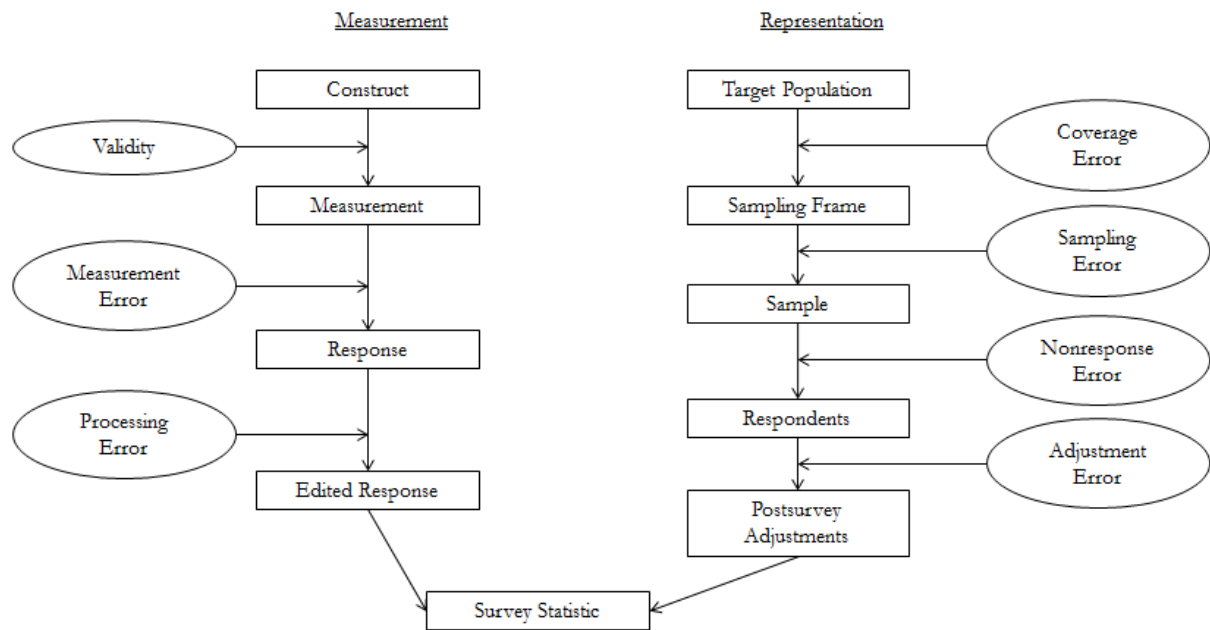 Measurement
Representation
Construct
Target Population
Validity
Coverage
Error
Measurement
Sampling Frame
Measurement
Error
Sampling
Error
Sample
Response
Nonresponse
Error
Processing
Error
Respondents
Adjustment
Error
Edited Response
Postsurvey
Adjustments
Survey Statistic